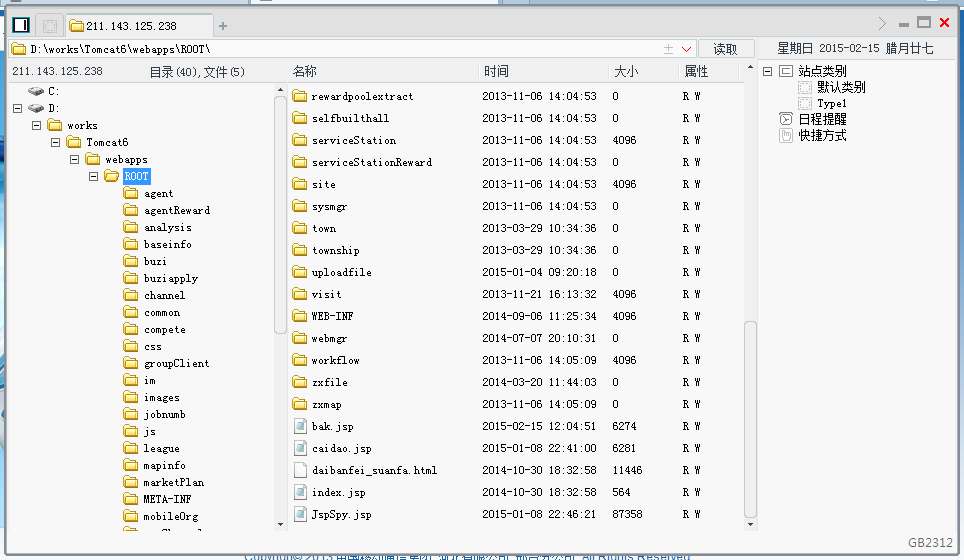 211.143.125.238
D:\works\Tomcat6\webapps\ROOT\
读取
星期日 2015-02-15 腊月廿七
211.143.125.238 目录(40),文件(5)
名称 时间 大小 属性
C:
D:
works
Tomcat6
webapps
ROOT
agent
agentReward
analysis
baseinfo
buzi
buziapply
channel
common
compete
css
groupClient
im
images
jobnumb
js
league
mapinfo
marketPlan
META-INF
mobileOrg
rewardpoolextract 2013-11-06 14:04:53 0 R W
selfbuilthall 2013-11-06 14:04:53 0 R W
serviceStation 2013-11-06 14:04:53 4096 R W
serviceStationReward 2013-11-06 14:04:53 0 R W
site 2013-11-06 14:04:53 4096 R W
sysmgr 2013-11-06 14:04:53 0 R W
town 2013-03-29 10:34:36 0 R W
township 2013-03-29 10:34:36 0 R W
uploadfile 2015-01-04 09:20:18 0 R W
visit 2013-11-21 16:13:32 4096 R W
WEB-INF 2014-09-06 11:25:34 4096 R W
webmgr 2014-07-07 20:10:31 0 R W
workflow 2013-11-06 14:05:09 4096 R W
zxfile 2014-03-20 11:44:03 0 R W
zxmap 2013-11-06 14:05:09 0 R W
bak.jsp 2015-02-15 12:04:51 6274 R W
caidao.jsp 2015-01-08 22:41:00 6281 R W
daibanfei_suanfa.html 2014-10-30 18:32:58 11446 R W
index.jsp 2014-10-30 18:32:58 564 R W
JspSpy.jsp 2015-01-08 22:46:21 87358 R W
站点类别
默认类别
Type1
日程提醒
快捷方式
GB2312